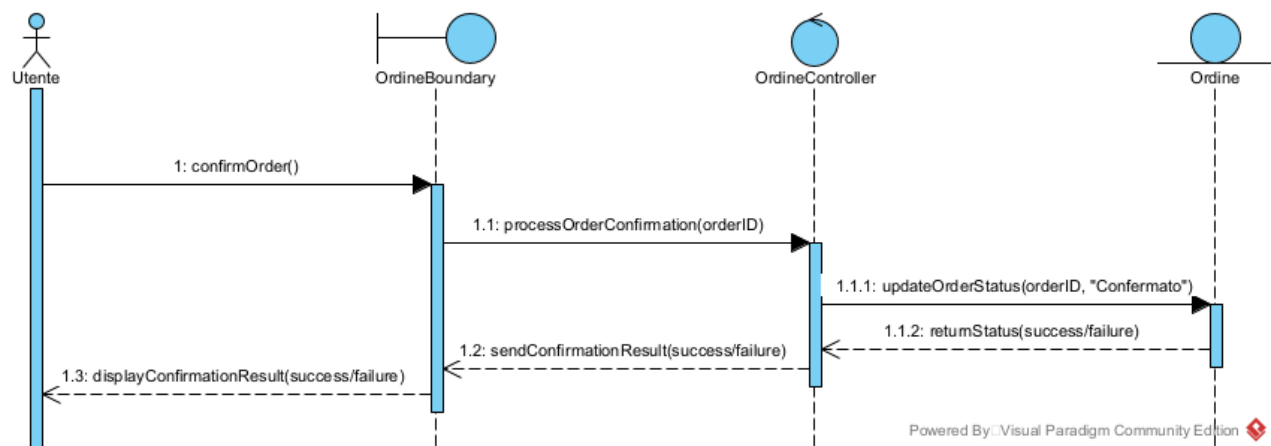 Utente
OrdineBoundary
OrdineController
Ordine
1: confirmOrder()
1.1: processOrderConfirmation(orderID)
1.1.1: updateOrderStatus(orderID, "Confermato")
1.1.2: returnStatus(success/failure)
1.2: sendConfirmationResult(success/failure)
1.3: displayConfirmationResult(success/failure)
Powered By Visual Paradigm Community Edition